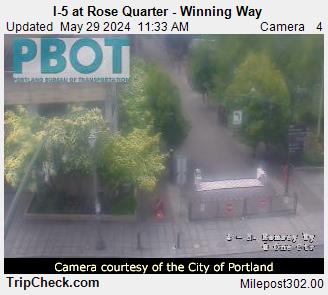 I-5 at Rose Quarter - Winning Way
Updated May 29 2024 11:33 AM Camera 4
PBOT
PORTLAND BUREAU OF TRANSPORTATION
Camera courtesy of the City of Portland
TripCheck.com Milepost302.00